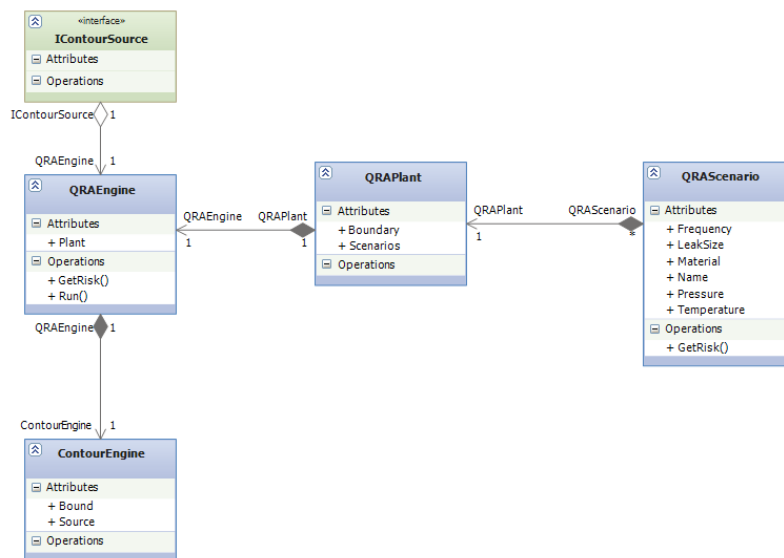 «interface»
IContourSource
Attributes
Operations
IContourSource 1
QRAEngine 1
QRAEngine
Attributes
+ Plant
Operations
+ GetRisk()
+ Run()
QRAEngine 1
ContourEngine 1
ContourEngine
Attributes
+ Bound
+ Source
Operations
QRAEngine
1
QRAPlant
1
QRAPlant
Attributes
+ Boundary
+ Scenarios
Operations
QRAPlant
1
QRAScenario
*
QRAScenario
Attributes
+ Frequency
+ LeakSize
+ Material
+ Name
+ Pressure
+ Temperature
Operations
+ GetRisk()